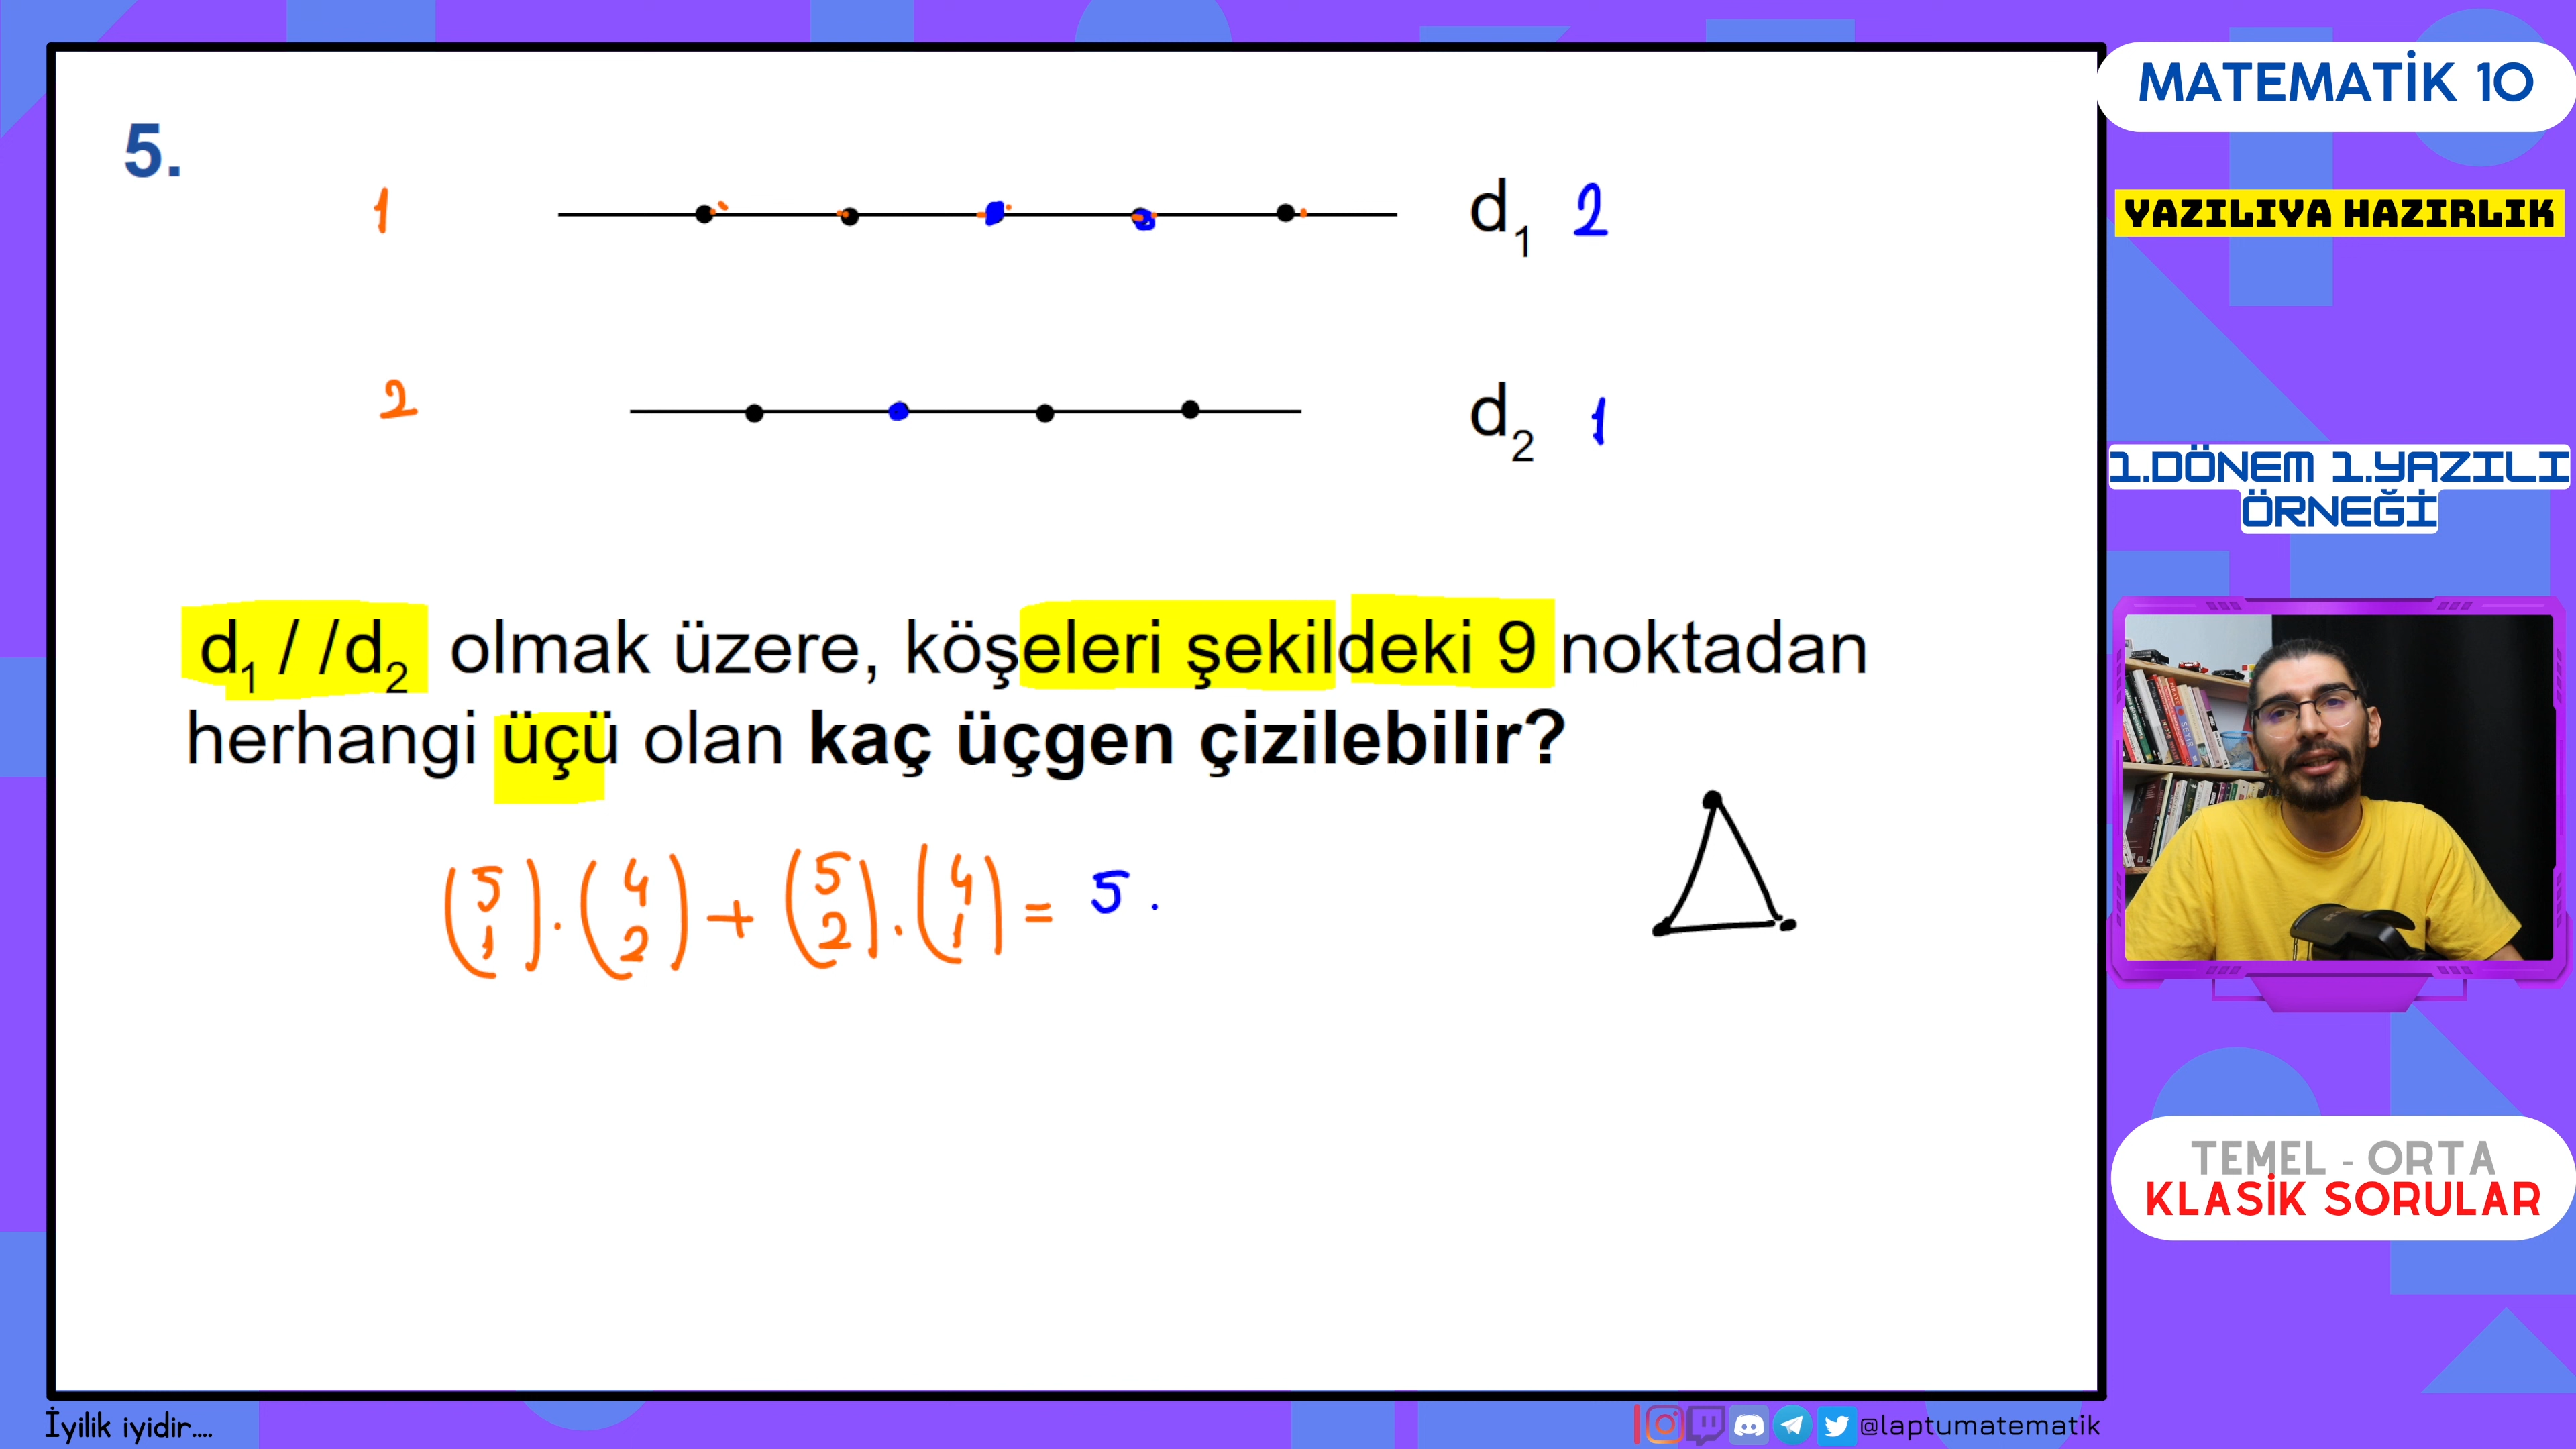 5.
1
d1 2
2
d2 1
d1 / /d2 olmak üzere, köşeleri şekildeki 9 noktadan
herhangi üçü olan kaç üçgen çizilebilir?
(5 1) . (4 2) + (5 2) . (4 1) = 5 .
MATEMATİK 10
YAZILIYA HAZIRLIK
1.DÖNEM 1.YAZILI
ÖRNEĞİ
TEMEL - ORTA
KLASİK SORULAR
İyilik iyidir....
@laptumatematik